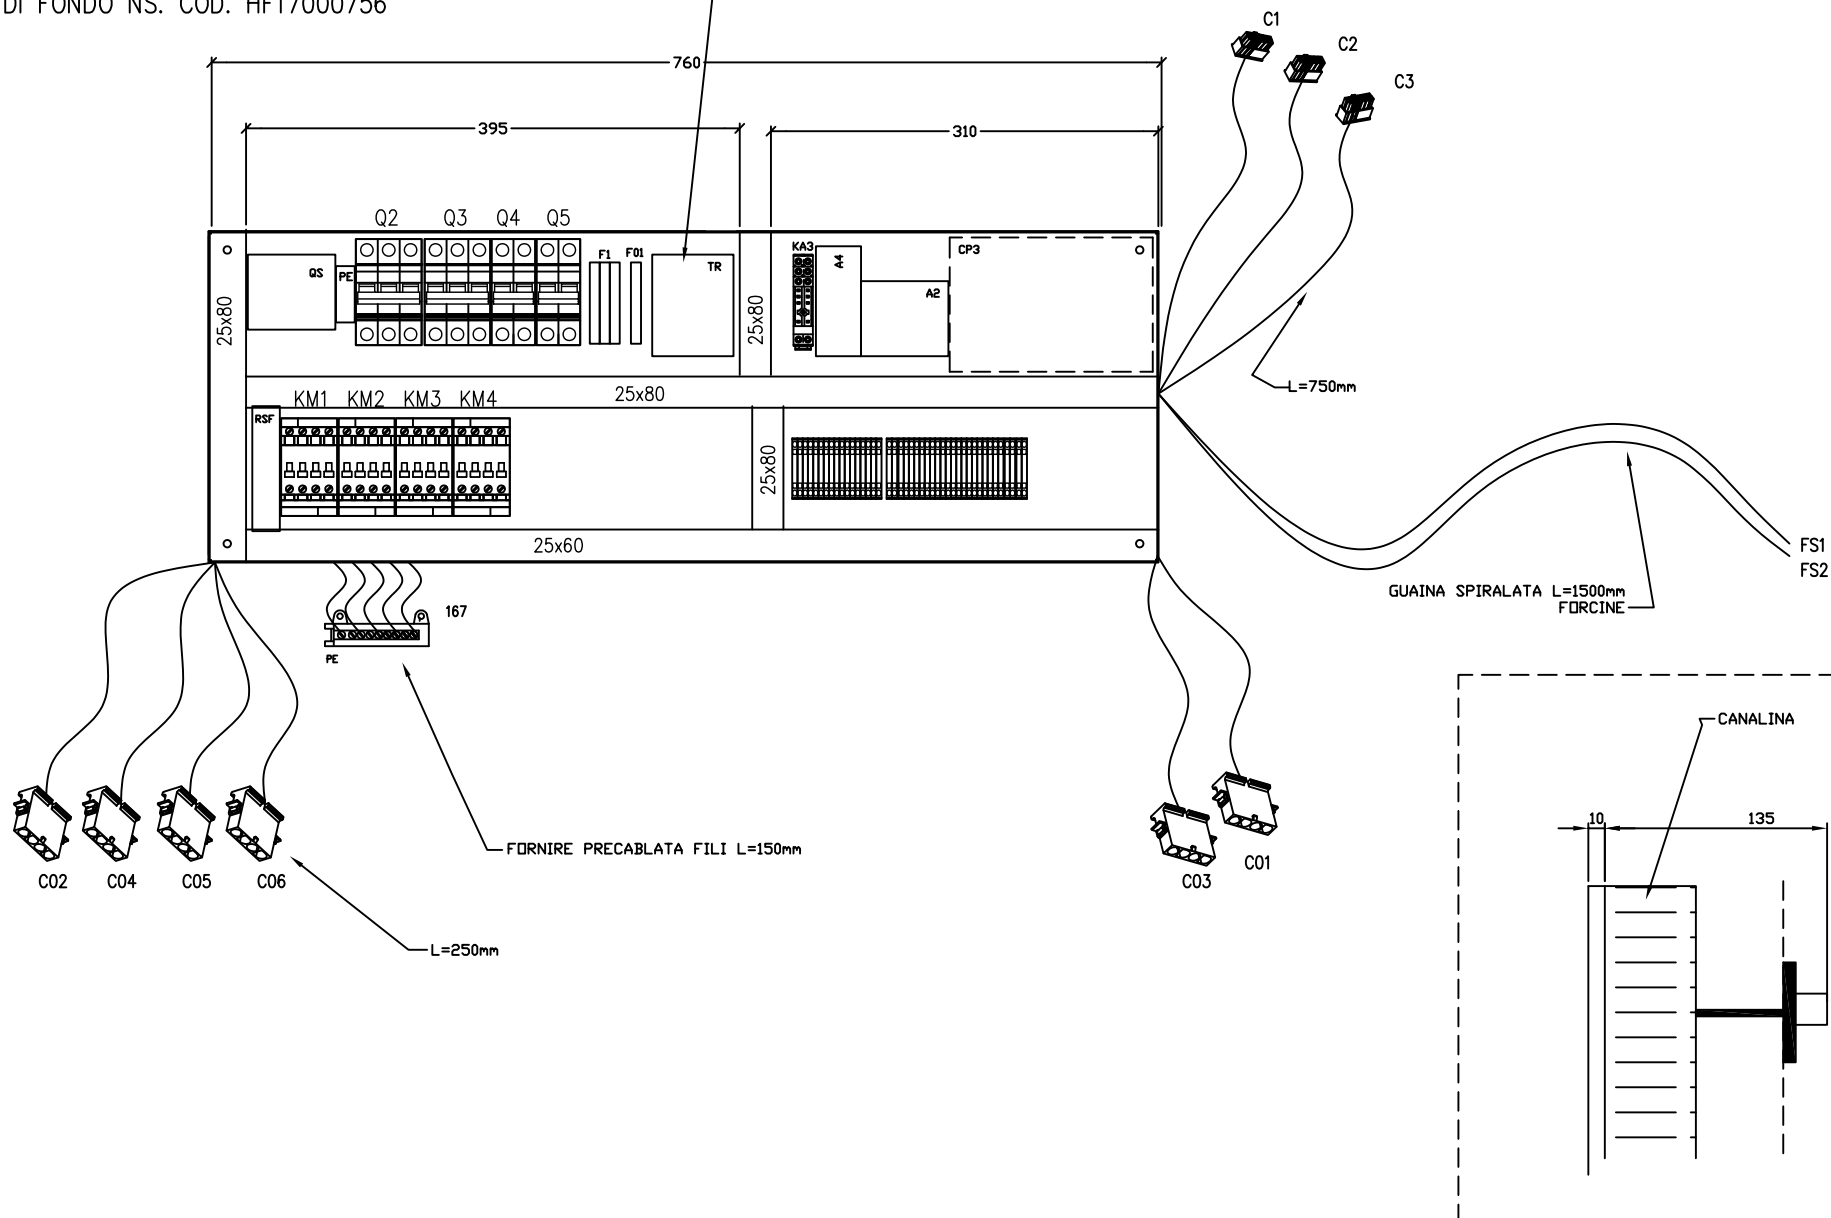 DI FONDO NS. COD. HF17000756
C1
C2
C3
760
395
310
Q2 Q3 Q4 Q5
QS
PE
F1
F01
TR
KA3
A4
A2
CP3
25x80
25x80
L=750mm
KM1 KM2 KM3 KM4
25x80
RSF
25x80
25x60
FS1
FS2
GUAINA SPIRALATA L=1500mm
FORCINE
167
PE
CANALINA
10
135
FORNIRE PRECABLATA FILI L=150mm
C02 C04 C05 C06
C03
C01
L=250mm